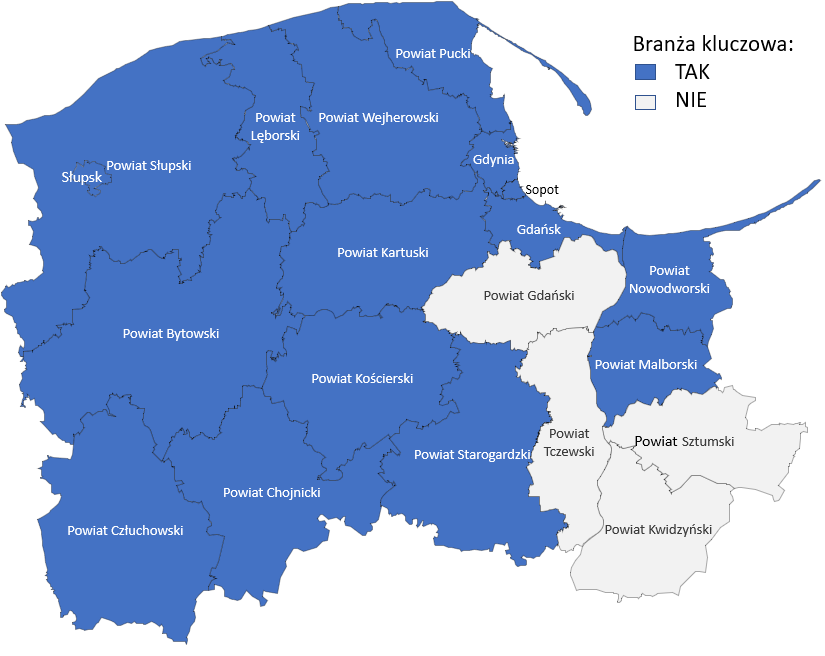 Branża kluczowa:
TAK
NIE
Powiat Pucki
Powiat
Lęborski
Powiat Wejherowski
Gdynia
Powiat Słupski
Słupsk
Sopot
Gdańsk
Powiat Kartuski
Powiat
Nowodworski
Powiat Gdański
Powiat Bytowski
Powiat Malborski
Powiat Kościerski
Powiat
Tczewski
Powiat Sztumski
Powiat Starogardzki
Powiat Chojnicki
Powiat Człuchowski
Powiat Kwidzyński